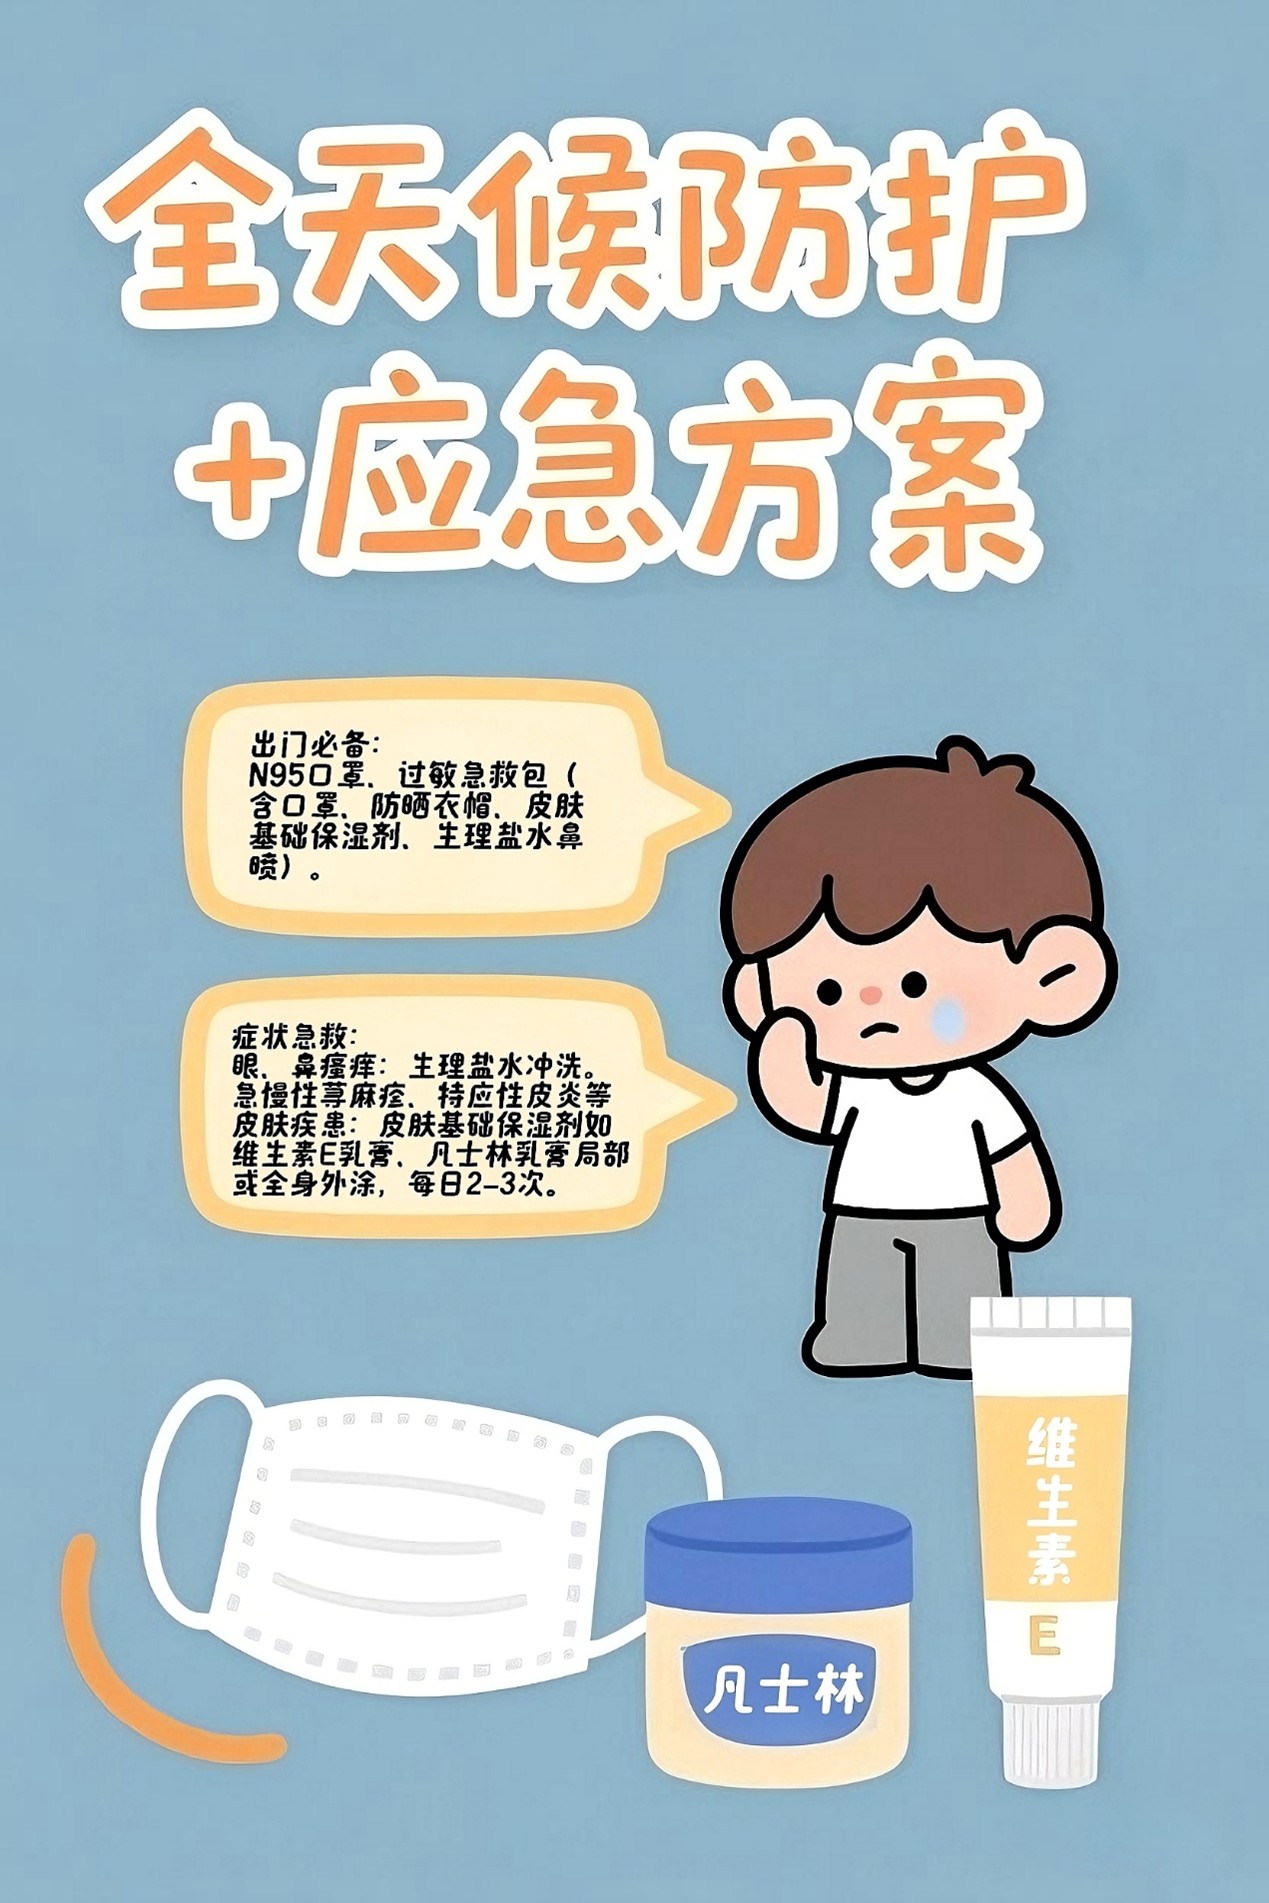 全天候防护
+应急方案
出门必备：
N95口罩、过敏急救包（
含口罩、防晒衣帽、皮肤
基础保湿剂、生理盐水鼻
喷）。
症状急救：
眼、鼻瘙痒：生理盐水冲洗。
急慢性荨麻疹、特应性皮炎等
皮肤疾患：皮肤基础保湿剂如
维生素E乳膏、凡士林乳膏局部
或全身外涂，每日2-3次。
凡士林
维生素
E